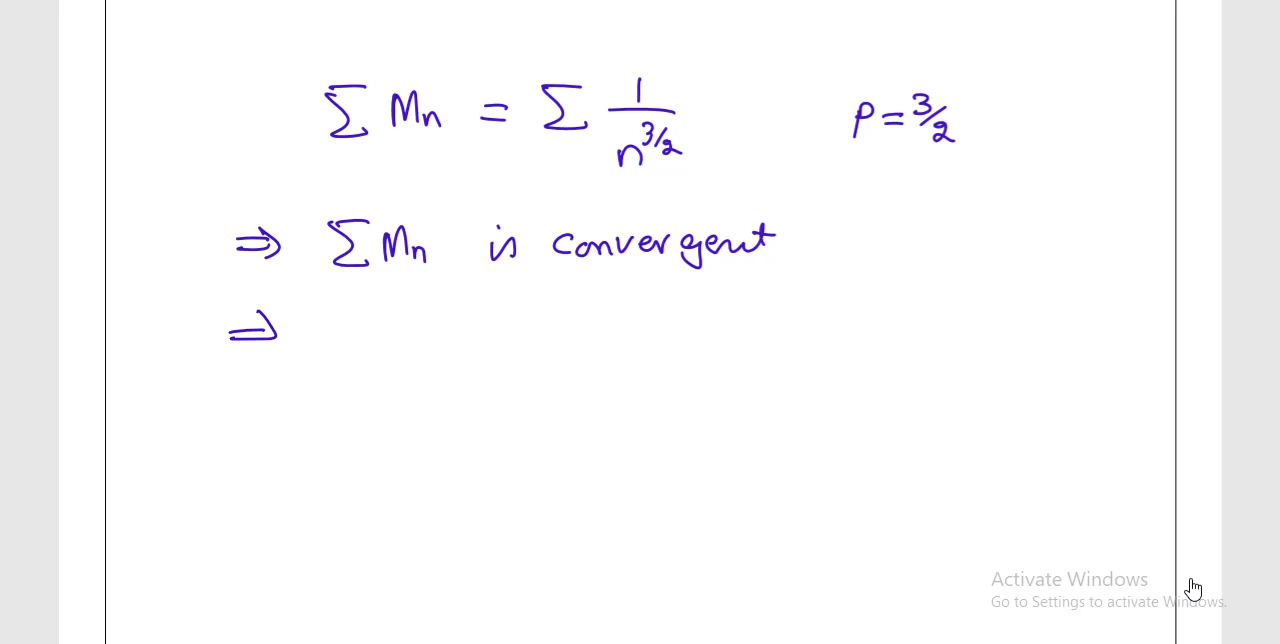 ∑ Mn = ∑ 1/n^3/2 P = 3/2
⇒ ∑ Mn is convergent
⇒
Activate Windows
Go to Settings to activate Windows.